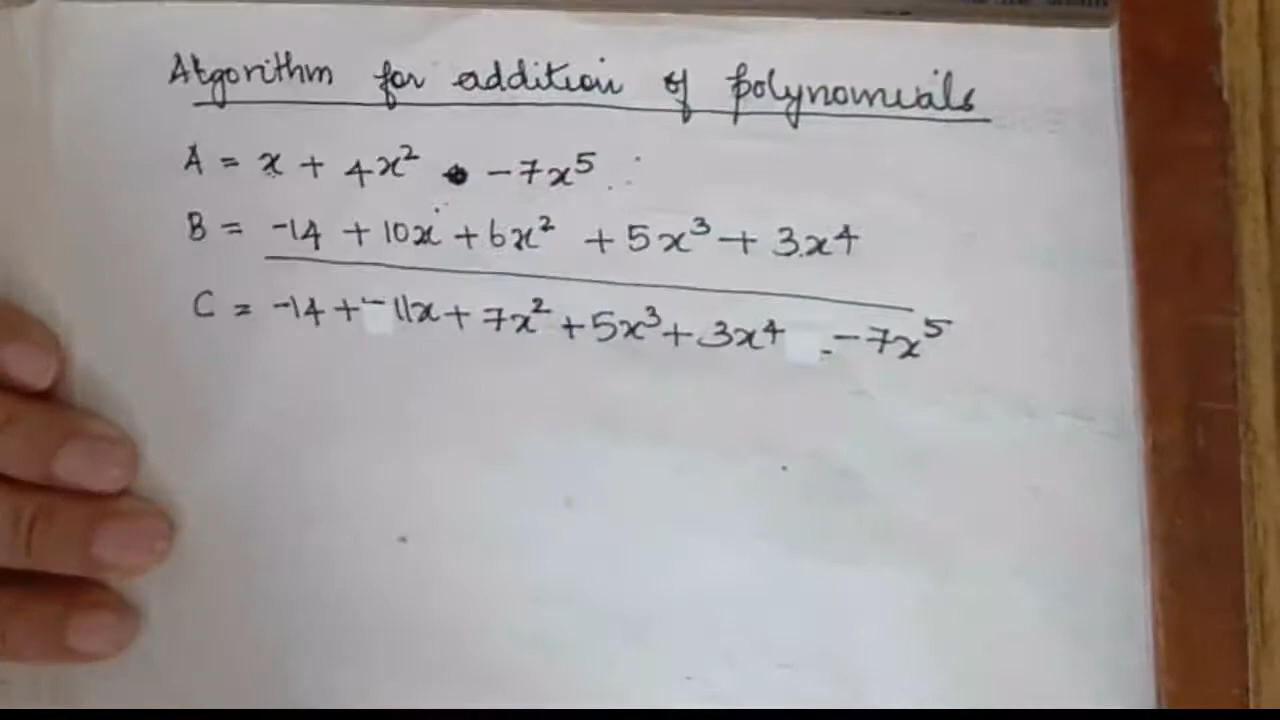 Algorithm for addition of polynomials
A = x + 4x² -7x⁵
B = -14 + 10x + 6x² + 5x³ + 3x⁴
C = -14 + -11x + 7x² + 5x³ + 3x⁴ -7x⁵